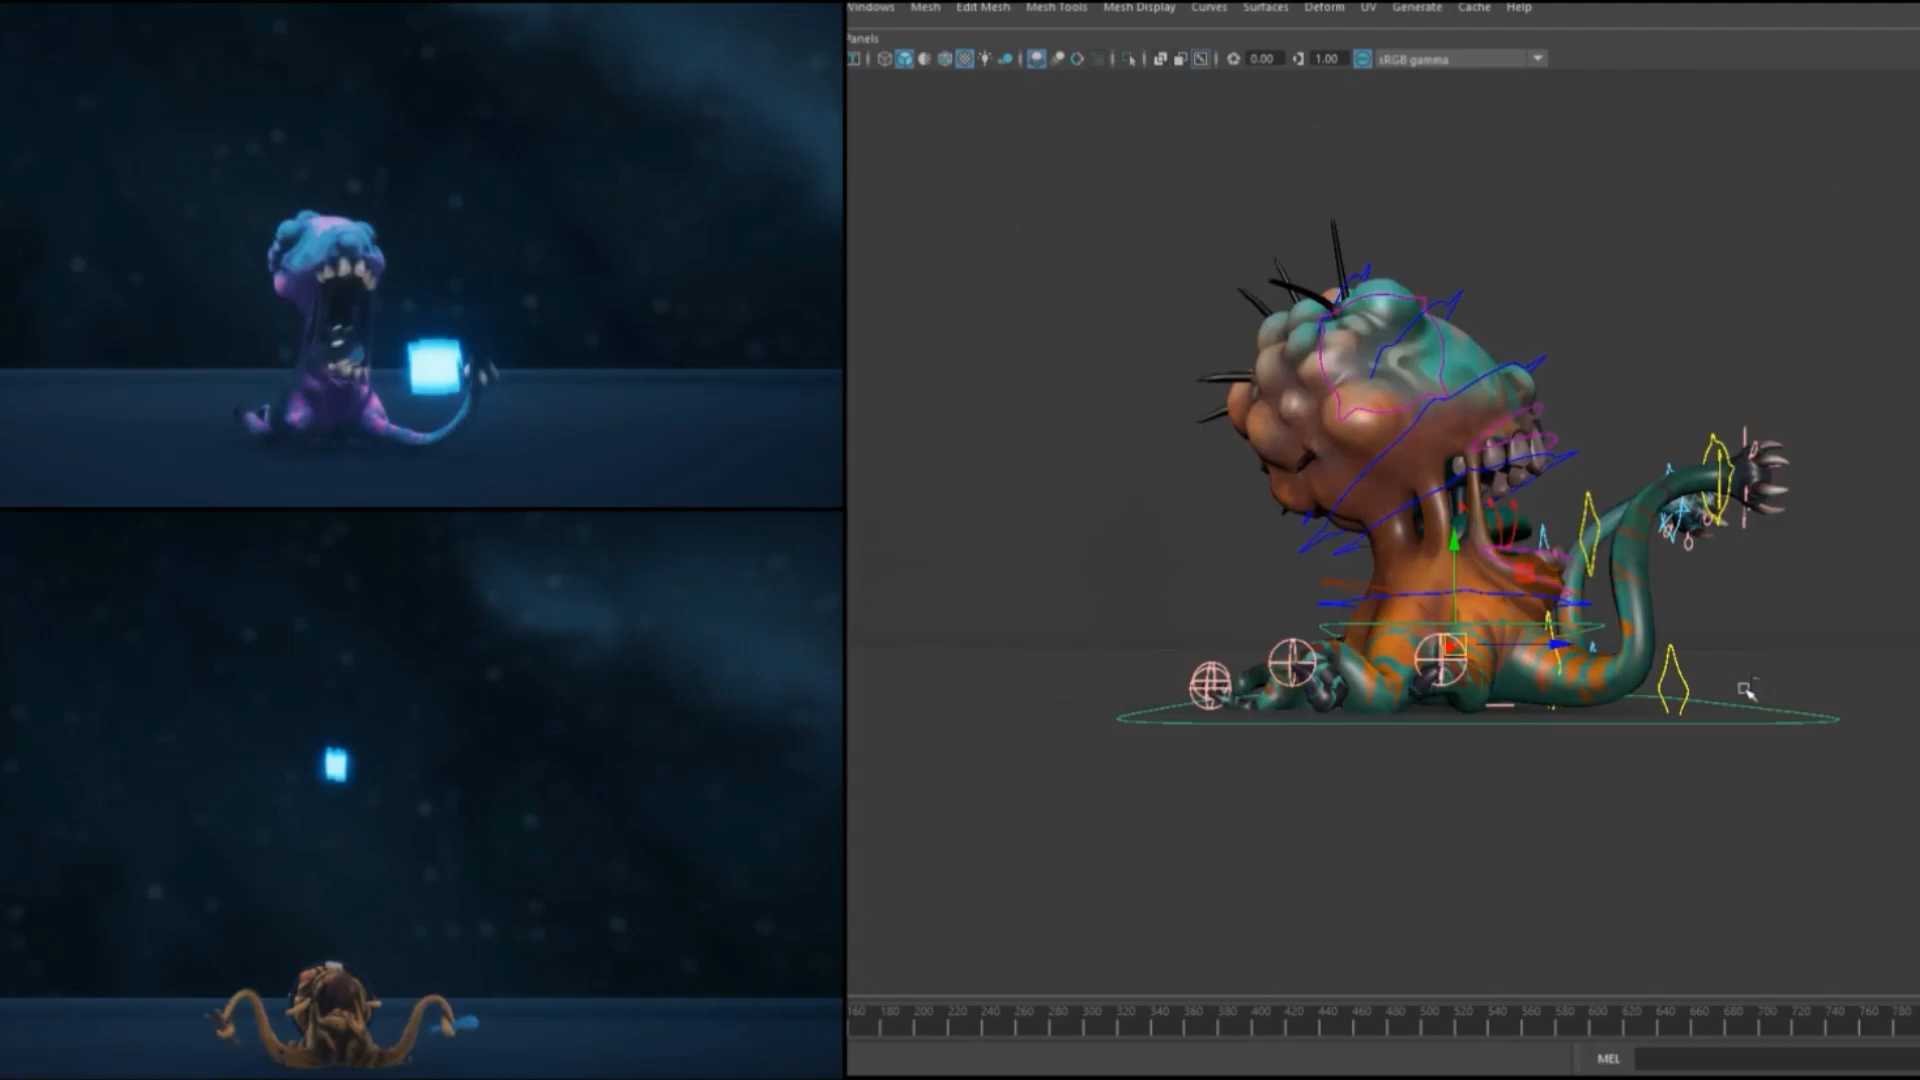 Windows Mesh Edit Mesh Mesh Tools Mesh Display Curves Surfaces Deform UV Generate Cache Help
Panels
0.00 1.00 sRGB gamma
160 180 200 220 240 260 280 300 320 340 360 380 400 420 440 460 480 500 520 540 560 580 600 620 640 660 680 700 720 740 760 780
MEL